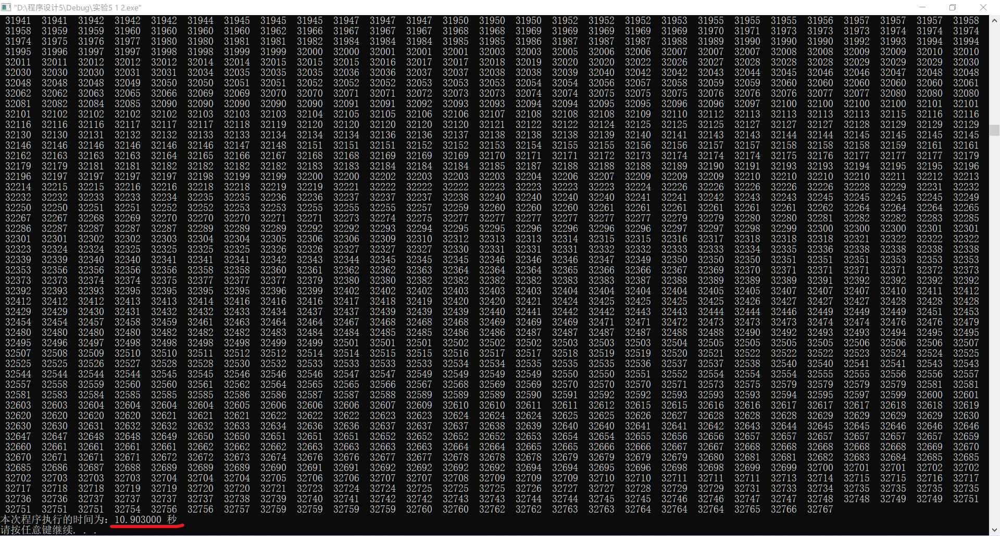 "D:\程序设计5\Debug\实验5 1 2.exe"
31941 31941 31942 31942 31942 31944 31945 31945 31945 31947 31947 31947 31950 31950 31950 31952 31952 31952 31953 31955 31955 31955 31956 31957 31957 31957 31958
31958 31959 31959 31960 31960 31960 31960 31962 31966 31967 31967 31967 31968 31968 31969 31969 31969 31969 31969 31970 31971 31973 31973 31973 31974 31974 31974
31974 31975 31976 31977 31980 31980 31981 31981 31982 31984 31984 31984 31985 31985 31986 31987 31987 31987 31988 31989 31990 31990 31990 31992 31993 31994 31994
31995 31996 31997 31997 31998 31998 31999 31999 32000 32000 32001 32001 32001 32003 32003 32005 32006 32006 32007 32007 32007 32008 32008 32009 32009 32010 32010
32011 32011 32012 32012 32012 32014 32014 32015 32015 32015 32016 32017 32017 32018 32019 32020 32020 32022 32026 32027 32028 32028 32028 32029 32029 32029 32030
32030 32030 32030 32031 32031 32034 32035 32035 32035 32036 32036 32037 32037 32038 32038 32039 32040 32042 32042 32043 32044 32045 32046 32046 32047 32048 32048
32048 32048 32048 32049 32050 32050 32051 32051 32052 32052 32052 32053 32053 32053 32054 32054 32056 32057 32058 32059 32059 32060 32060 32060 32060 32060 32061
32062 32062 32063 32065 32066 32069 32069 32070 32070 32071 32071 32072 32073 32073 32074 32074 32075 32075 32075 32076 32076 32076 32077 32077 32080 32080 32080
32081 32082 32084 32085 32090 32090 32090 32090 32090 32091 32091 32092 32093 32093 32094 32094 32095 32095 32096 32096 32097 32100 32100 32100 32100 32101 32101
32101 32102 32102 32102 32102 32103 32103 32103 32104 32105 32105 32106 32106 32107 32108 32108 32108 32109 32110 32112 32113 32113 32113 32113 32115 32116 32116
32116 32116 32116 32117 32117 32117 32118 32119 32120 32120 32120 32120 32120 32121 32122 32122 32124 32125 32125 32125 32127 32127 32127 32128 32129 32129 32129
32130 32130 32131 32132 32132 32133 32133 32134 32134 32134 32136 32136 32137 32138 32138 32138 32139 32140 32141 32143 32143 32144 32144 32145 32145 32145 32145
32146 32146 32146 32146 32146 32146 32147 32148 32151 32151 32151 32152 32152 32153 32154 32155 32155 32156 32156 32157 32157 32158 32158 32158 32159 32161 32161
32162 32163 32163 32163 32164 32165 32166 32167 32168 32168 32169 32169 32169 32170 32171 32171 32172 32173 32174 32174 32174 32175 32176 32177 32177 32177 32179
32179 32179 32181 32181 32182 32182 32182 32182 32183 32183 32184 32184 32184 32185 32187 32188 32188 32188 32189 32190 32191 32193 32193 32194 32195 32195 32196
32196 32197 32197 32197 32197 32198 32199 32199 32200 32200 32202 32203 32203 32203 32204 32206 32207 32209 32209 32209 32210 32210 32210 32210 32211 32212 32213
32214 32215 32215 32216 32216 32218 32218 32219 32219 32221 32222 32222 32222 32223 32223 32223 32223 32224 32226 32226 32226 32226 32226 32228 32229 32231 32232
32232 32232 32233 32233 32234 32235 32235 32236 32236 32237 32237 32237 32238 32240 32240 32240 32240 32241 32241 32242 32243 32243 32245 32245 32245 32245 32249
32250 32250 32251 32251 32252 32252 32253 32253 32255 32255 32255 32257 32259 32260 32260 32260 32261 32261 32261 32261 32261 32261 32262 32264 32264 32264 32265
32267 32267 32268 32269 32270 32270 32270 32271 32271 32273 32274 32275 32277 32277 32277 32277 32277 32277 32279 32279 32280 32280 32281 32282 32282 32283 32285
32286 32287 32287 32287 32287 32289 32289 32289 32292 32292 32293 32294 32295 32295 32296 32296 32296 32296 32297 32297 32298 32299 32300 32300 32300 32301 32301
32301 32301 32302 32302 32303 32304 32304 32305 32306 32306 32309 32310 32312 32313 32313 32314 32315 32315 32316 32317 32318 32318 32318 32321 32322 32322 32322
32323 32324 32324 32325 32325 32325 32325 32326 32326 32327 32327 32327 32330 32331 32331 32331 32332 32332 32333 32333 32334 32335 32336 32338 32338 32338 32338
32339 32339 32340 32340 32341 32341 32341 32342 32343 32344 32345 32345 32345 32346 32346 32346 32347 32349 32350 32350 32350 32351 32351 32351 32353 32353 32353
32353 32356 32356 32356 32356 32358 32358 32360 32361 32362 32362 32363 32364 32364 32364 32365 32366 32366 32367 32369 32370 32371 32371 32371 32371 32372 32373
32373 32373 32374 32374 32375 32377 32377 32377 32379 32380 32380 32382 32382 32382 32382 32383 32383 32387 32388 32389 32389 32389 32391 32392 32392 32392 32392
32392 32393 32393 32395 32395 32395 32395 32396 32399 32402 32402 32402 32403 32403 32403 32404 32404 32404 32404 32405 32405 32407 32407 32407 32410 32411 32412
32412 32412 32412 32413 32413 32414 32416 32416 32416 32417 32418 32419 32420 32420 32421 32424 32425 32425 32425 32425 32426 32427 32427 32427 32428 32428 32428
32429 32429 32430 32431 32432 32432 32433 32434 32437 32437 32439 32439 32439 32440 32441 32442 32442 32443 32443 32444 32444 32446 32449 32449 32449 32451 32453
32454 32454 32457 32458 32459 32461 32463 32464 32464 32467 32468 32468 32468 32469 32469 32469 32471 32471 32472 32473 32473 32473 32474 32474 32476 32476 32479
32480 32480 32480 32480 32482 32482 32482 32483 32484 32484 32485 32485 32486 32486 32487 32487 32487 32487 32488 32488 32490 32492 32493 32493 32494 32495 32495
32495 32496 32497 32498 32498 32498 32498 32499 32499 32501 32501 32501 32502 32502 32502 32503 32503 32503 32504 32505 32505 32505 32505 32506 32506 32506 32507
32507 32508 32509 32510 32510 32511 32512 32512 32514 32514 32515 32515 32516 32517 32517 32518 32519 32519 32520 32521 32522 32522 32522 32523 32524 32524 32525
32525 32525 32526 32527 32528 32528 32530 32532 32533 32533 32533 32533 32534 32534 32535 32535 32535 32536 32537 32537 32538 32540 32540 32541 32541 32543 32543
32544 32544 32544 32544 32545 32545 32546 32546 32546 32547 32547 32549 32549 32549 32549 32550 32550 32551 32552 32554 32554 32554 32555 32555 32556 32556 32557
32557 32558 32559 32560 32560 32561 32562 32564 32565 32565 32566 32567 32568 32569 32569 32570 32570 32570 32571 32573 32575 32579 32579 32579 32579 32581 32581
32581 32583 32584 32585 32585 32585 32586 32586 32587 32587 32588 32589 32589 32589 32590 32591 32592 32592 32593 32593 32593 32594 32595 32597 32599 32600 32601
32603 32603 32604 32604 32604 32604 32605 32606 32606 32606 32607 32609 32610 32610 32611 32611 32612 32615 32615 32616 32616 32617 32617 32617 32618 32618 32619
32620 32620 32620 32620 32621 32621 32621 32622 32622 32622 32623 32623 32624 32624 32624 32625 32625 32626 32627 32628 32628 32628 32629 32629 32629 32629 32630
32630 32630 32631 32632 32632 32632 32633 32634 32636 32636 32637 32637 32637 32638 32639 32640 32640 32641 32641 32642 32643 32644 32645 32645 32646 32646 32646
32647 32647 32648 32648 32649 32650 32650 32651 32651 32651 32652 32652 32652 32652 32653 32654 32654 32655 32656 32656 32657 32657 32657 32657 32657 32657 32659
32660 32661 32661 32661 32661 32662 32662 32662 32663 32663 32663 32663 32664 32664 32665 32665 32666 32666 32667 32667 32668 32668 32668 32668 32668 32669 32670
32670 32671 32671 32671 32672 32672 32673 32674 32676 32676 32677 32677 32678 32678 32678 32679 32679 32679 32679 32680 32681 32681 32682 32683 32684 32685 32685
32685 32686 32687 32688 32689 32689 32689 32690 32691 32691 32692 32692 32692 32692 32694 32694 32695 32696 32698 32698 32699 32699 32700 32701 32701 32702 32702
32702 32703 32703 32703 32704 32704 32704 32705 32706 32706 32707 32707 32708 32709 32709 32709 32710 32710 32711 32711 32711 32713 32714 32715 32715 32716 32717
32717 32718 32718 32719 32719 32720 32720 32721 32723 32724 32724 32725 32725 32725 32726 32727 32727 32728 32729 32729 32731 32733 32734 32735 32735 32735 32735
32736 32736 32737 32737 32737 32737 32738 32739 32740 32741 32742 32742 32743 32743 32744 32744 32745 32745 32746 32746 32747 32747 32748 32748 32749 32749 32751
32751 32751 32751 32754 32756 32756 32757 32759 32759 32759 32759 32760 32760 32762 32762 32763 32763 32764 32764 32764 32765 32766 32767
本次程序执行的时间为：10.903000 秒
请按任意键继续. . .